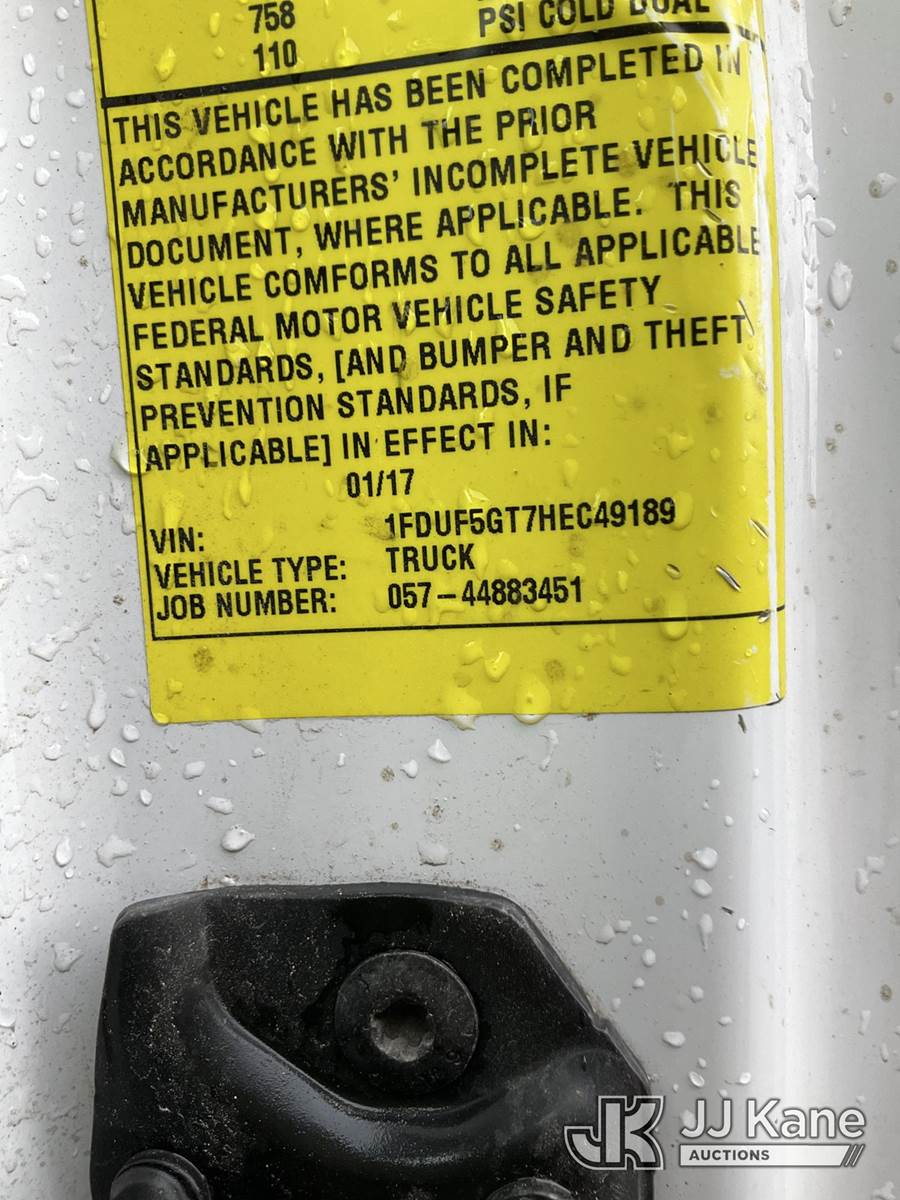 758 PSI COLD DUAL
110
THIS VEHICLE HAS BEEN COMPLETED IN
ACCORDANCE WITH THE PRIOR
MANUFACTURERS' INCOMPLETE VEHICLE
DOCUMENT, WHERE APPLICABLE. THIS
VEHICLE COMFORMS TO ALL APPLICABLE
FEDERAL MOTOR VEHICLE SAFETY
STANDARDS, [AND BUMPER AND THEFT
PREVENTION STANDARDS, IF
APPLICABLE] IN EFFECT IN:
01/17
VIN: 1FDUF5GT7HEC49189
VEHICLE TYPE: TRUCK
JOB NUMBER: 057-44883451
JK JJ Kane
AUCTIONS